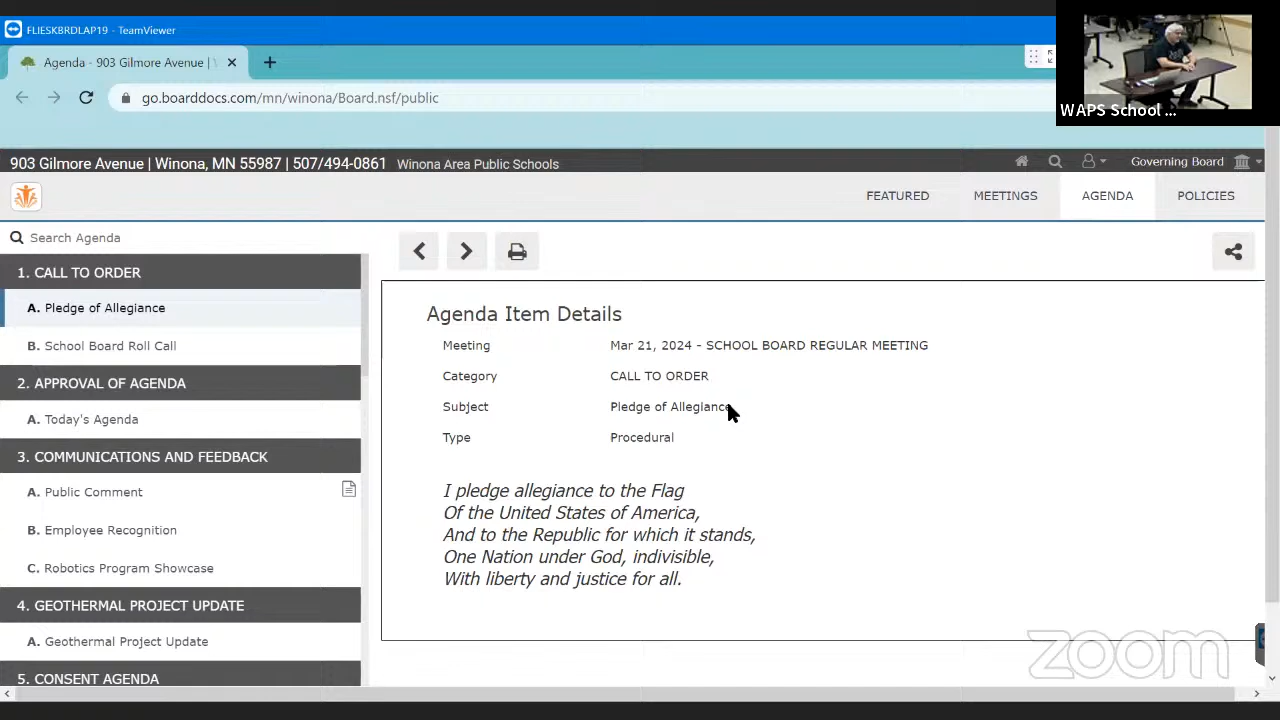 FLIESKBRDLAP19 - TeamViewer
Agenda - 903 Gilmore Avenue |
go.boarddocs.com/mn/winona/Board.nsf/public
WAPS School ...
903 Gilmore Avenue | Winona, MN 55987 | 507/494-0861 Winona Area Public Schools
Governing Board
FEATURED MEETINGS AGENDA POLICIES
Search Agenda
1. CALL TO ORDER
A. Pledge of Allegiance
B. School Board Roll Call
2. APPROVAL OF AGENDA
A. Today's Agenda
3. COMMUNICATIONS AND FEEDBACK
A. Public Comment
B. Employee Recognition
C. Robotics Program Showcase
4. GEOTHERMAL PROJECT UPDATE
A. Geothermal Project Update
5. CONSENT AGENDA
Agenda Item Details
Meeting Mar 21, 2024 - SCHOOL BOARD REGULAR MEETING
Category CALL TO ORDER
Subject Pledge of Allegiance
Type Procedural
I pledge allegiance to the Flag
Of the United States of America,
And to the Republic for which it stands,
One Nation under God, indivisible,
With liberty and justice for all.
zoom